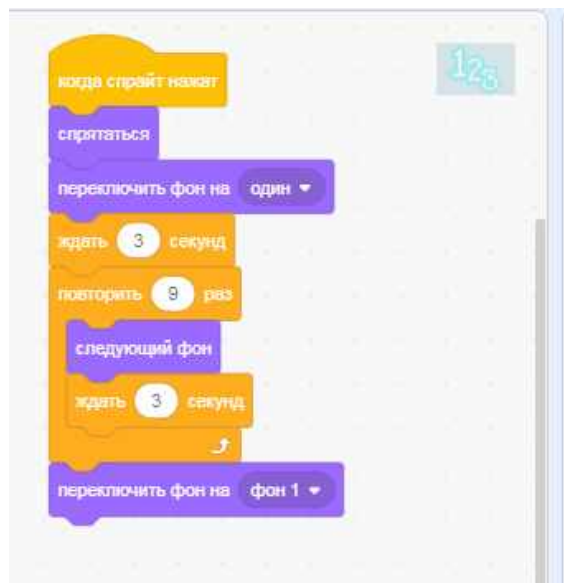 когда спрайт нажат
123
спрятаться
переключить фон на один
ждать 3 секунд
повторить 9 раз
следующий фон
ждать 3 секунд
переключить фон на фон 1